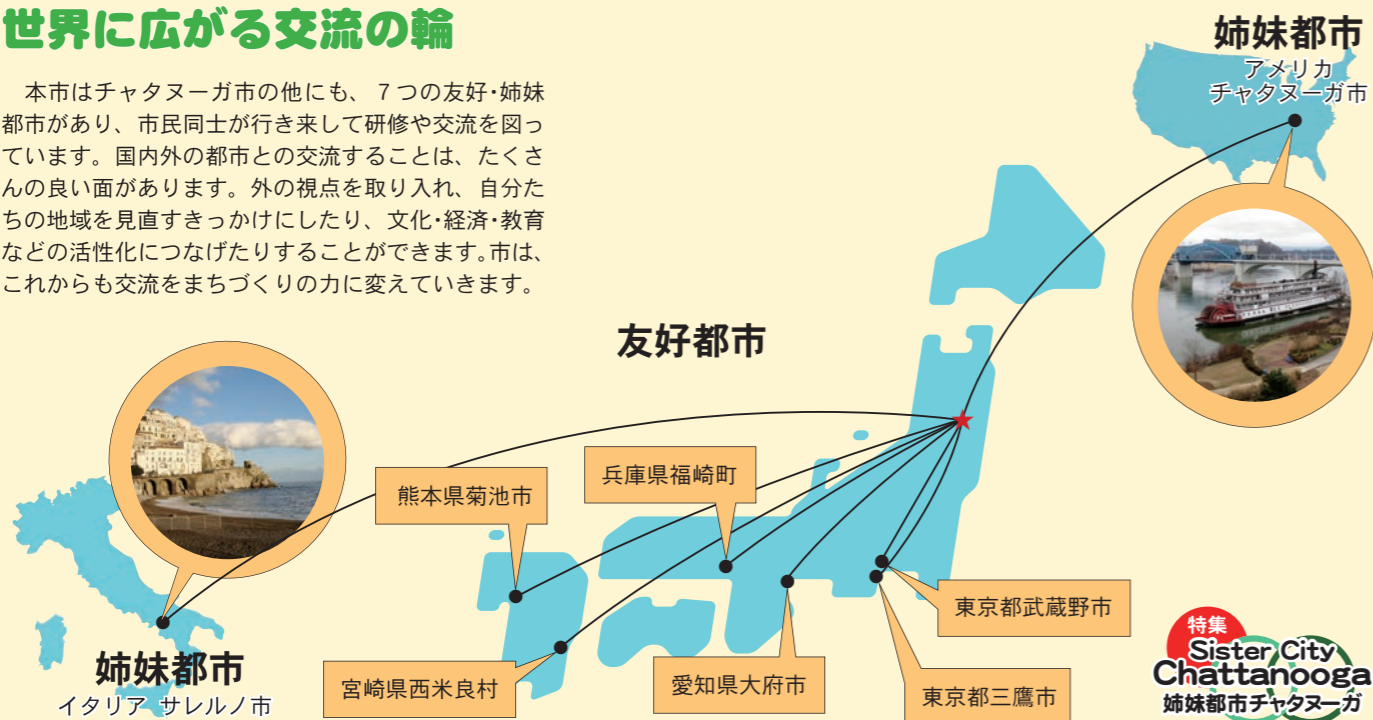 世界に広がる交流の輪
　本市はチャタヌーガ市の他にも、７つの友好・姉妹
都市があり、市民同士が行き来して研修や交流を図っ
ています。国内外の都市との交流することは、たくさ
んの良い面があります。外の視点を取り入れ、自分た
ちの地域を見直すきっかけにしたり、文化・経済・教育
などの活性化につなげたりすることができます。市は、
これからも交流をまちづくりの力に変えていきます。
姉妹都市
アメリカ
チャタヌーガ市
友好都市
熊本県菊池市
兵庫県福崎町
東京都武蔵野市
宮崎県西米良村
愛知県大府市
東京都三鷹市
姉妹都市
イタリア サレルノ市
特集
Sister City
Chattanooga
姉妹都市チャタヌーガ